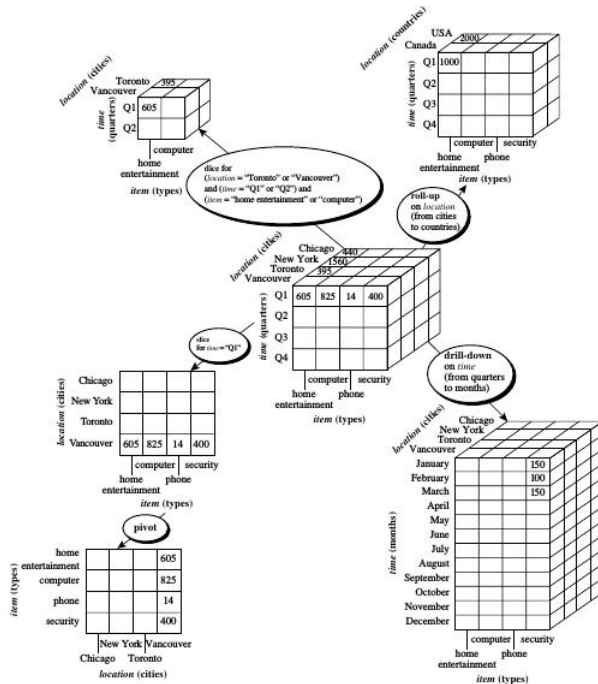 location (cities)
Toronto 395
Vancouver
Q1 605
Q2
time (quarters)
computer
home
entertainment
item (types)
location (countries)
USA 2000
Canada
Q1 1000
Q2
Q3
Q4
time (quarters)
computer security
home phone
entertainment
item (types)
dice for
(location = "Toronto" or "Vancouver")
and (time = "Q1" or "Q2") and
(item = "home entertainment" or "computer")
roll-up
on location
(from cities
to countries)
location (cities)
Chicago 440
New York 1560
Toronto 395
Vancouver
Q1 605 825 14 400
Q2
Q3
Q4
time (quarters)
computer security
home phone
entertainment
item (types)
slice
for time = "Q1"
drill-down
on time
(from quarters
to months)
Chicago
New York
Toronto
Vancouver 605 825 14 400
location (cities)
computer security
home phone
entertainment
item (types)
pivot
home
entertainment 605
computer 825
phone 14
security 400
item (types)
New York Vancouver
Chicago Toronto
location (cities)
location (cities)
Chicago
New York
Toronto
Vancouver
January 150
February 100
March 150
April
May
June
July
August
September
October
November
December
time (months)
computer security
home phone
entertainment
item (types)